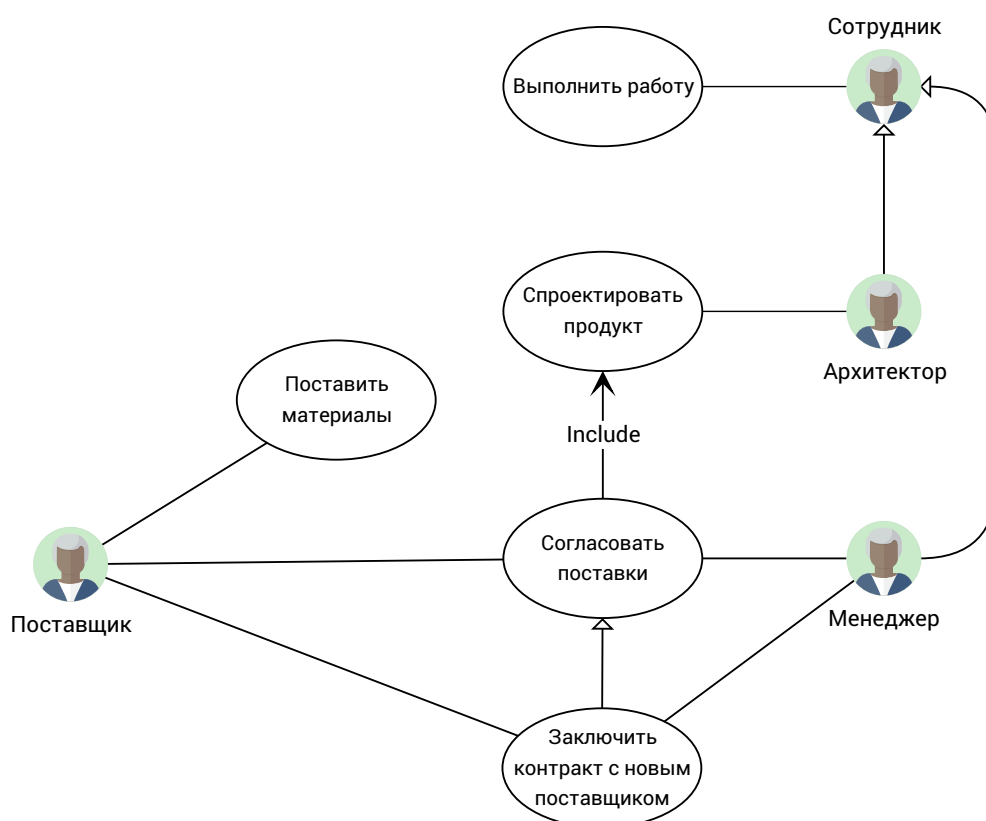 Сотрудник
Выполнить работу
Спроектировать
продукт
Архитектор
Поставить
материалы
Include
Согласовать
поставки
Поставщик
Менеджер
Заключить
контракт с новым
поставщиком